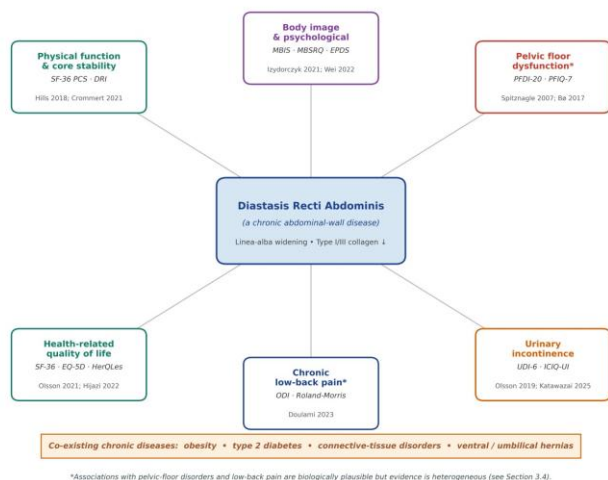 Body image
& psychological
MBIS · MBSRQ · EPDS
Izydorczyk 2021; Wei 2022
Physical function
& core stability
SF-36 PCS · DRI
Hills 2018; Crommert 2021
Pelvic floor
dysfunction*
PFDI-20 · PFIQ-7
Spitznagle 2007; Bø 2017
Diastasis Recti Abdominis
(a chronic abdominal-wall disease)
Linea-alba widening • Type I/III collagen ↓
Health-related
quality of life
SF-36 · EQ-5D · HerQLes
Olsson 2021; Hijazi 2022
Chronic
low-back pain*
ODI · Roland-Morris
Doulami 2023
Urinary
incontinence
UDI-6 · ICIQ-UI
Olsson 2019; Katawazai 2025
Co-existing chronic diseases: obesity • type 2 diabetes • connective-tissue disorders • ventral / umbilical hernias
*Associations with pelvic-floor disorders and low-back pain are biologically plausible but evidence is heterogeneous (see Section 3.4).